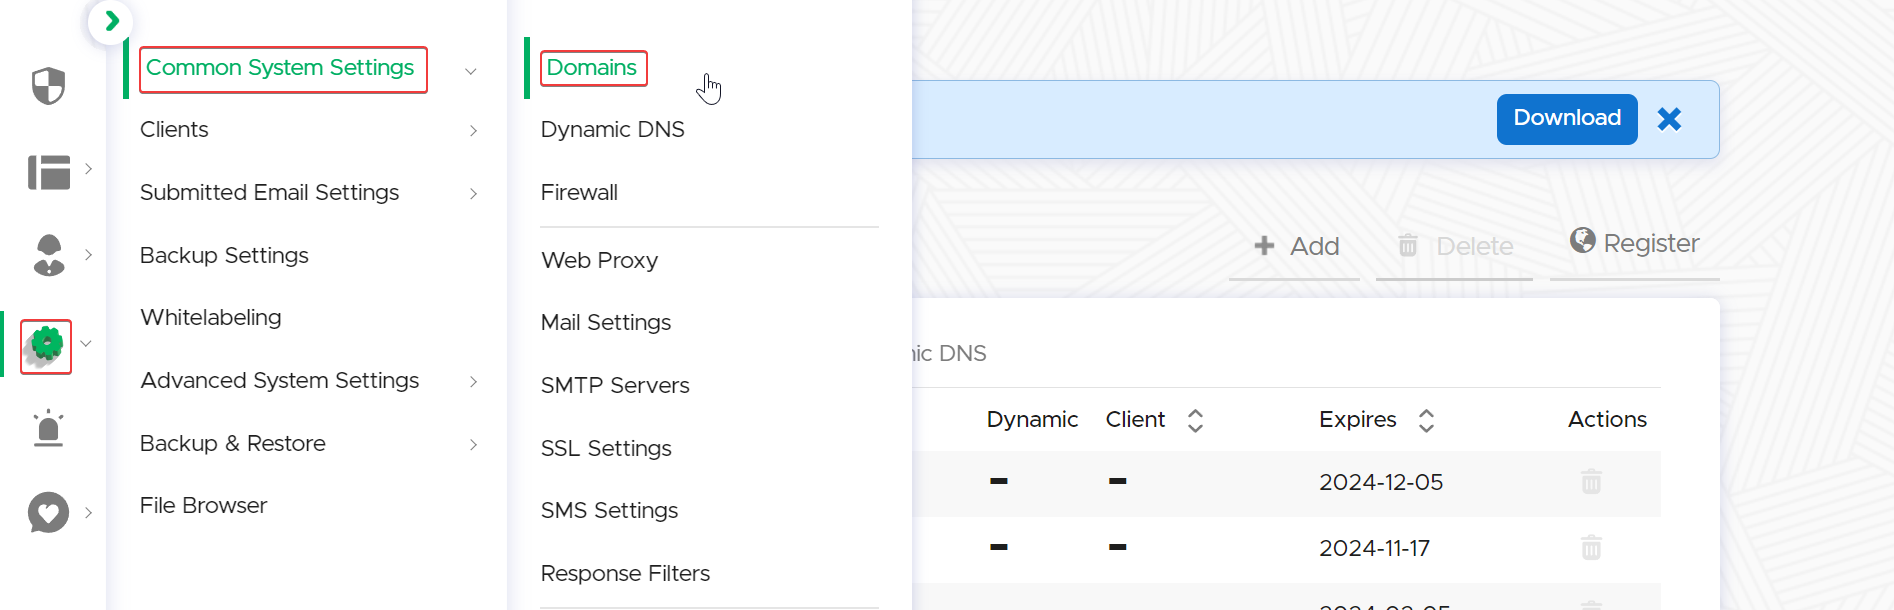 Common System Settings
Clients
Submitted Email Settings
Backup Settings
Whitelabeling
Advanced System Settings
Backup & Restore
File Browser
Domains
Dynamic DNS
Firewall
Web Proxy
Mail Settings
SMTP Servers
SSL Settings
SMS Settings
Response Filters
Download
Add Delete Register
ic DNS
Dynamic Client Expires Actions
- - 2024-12-05
- - 2024-11-17